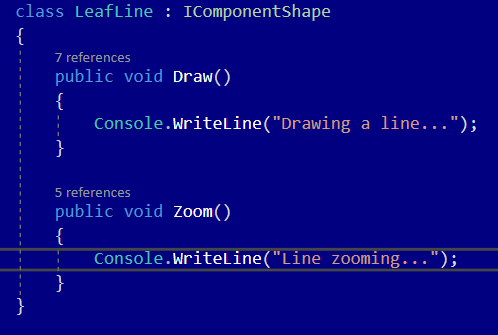 class LeafLine : IComponentShape
{
7 references
public void Draw()
{
Console.WriteLine("Drawing a line...");
}
5 references
public void Zoom()
{
Console.WriteLine("Line zooming...");
}
}